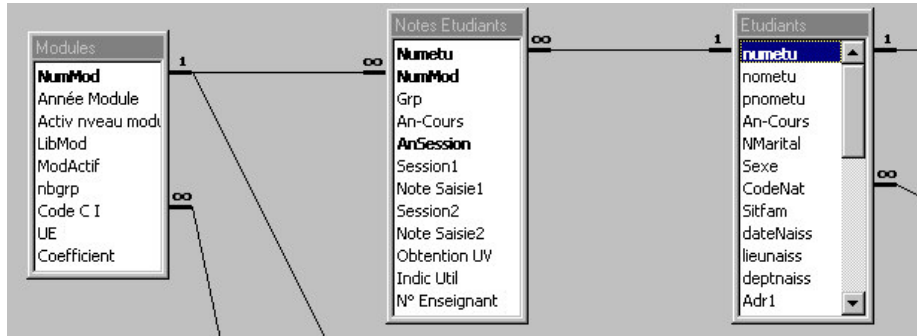 Modules
NumMod
Année Module
Activ nveau modu
LibMod
ModActif
nbgrp
Code C I
UE
Coefficient
1
∞
∞
Notes Etudiants
Numetu
NumMod
Grp
An-Cours
AnSession
Session1
Note Saisie1
Session2
Note Saisie2
Obtention UV
Indic Util
N° Enseignant
∞
1
Etudiants
numetu
nometu
pnometu
An-Cours
NMarital
Sexe
CodeNat
Sitfam
dateNaiss
lieunaiss
deptnaiss
Adr1
1
∞